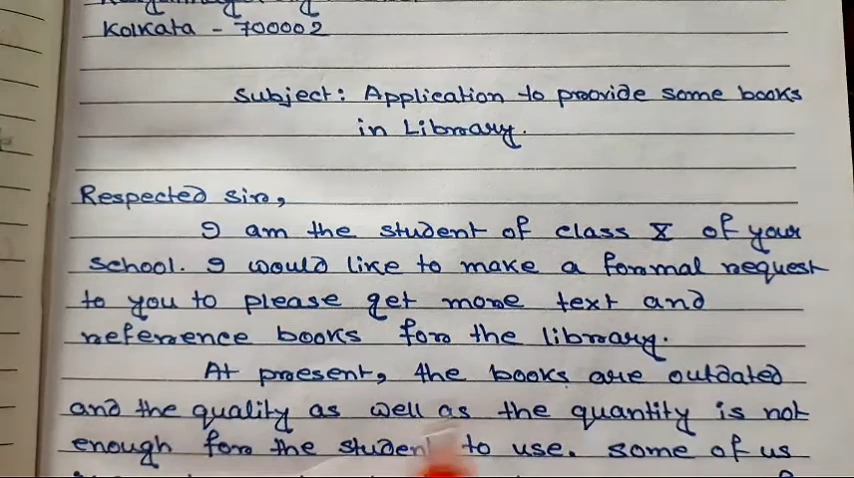 Kolkata - 700002
Subject: Application to provide some books
in Library.
Respected sir,
I am the student of class X of your
school. I would like to make a formal request
to you to please get more text and
reference books for the library.
At present, the books are outdated
and the quality as well as the quantity is not
enough for the student to use. some of us